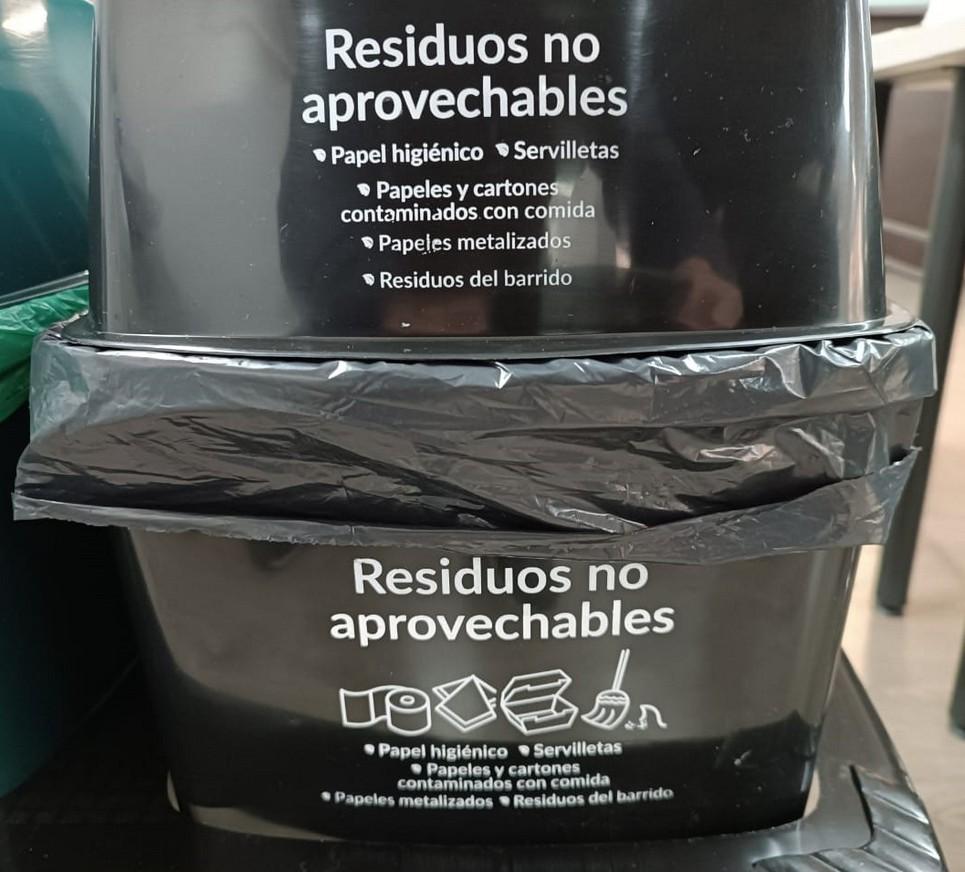 Residuos no
aprovechables
Papel higiénico Servilletas
Papeles y cartones
contaminados con comida
Papeles metalizados
Residuos del barrido
Residuos no
aprovechables
Papel higiénico Servilletas
Papeles y cartones
contaminados con comida
Papeles metalizados Residuos del barrido